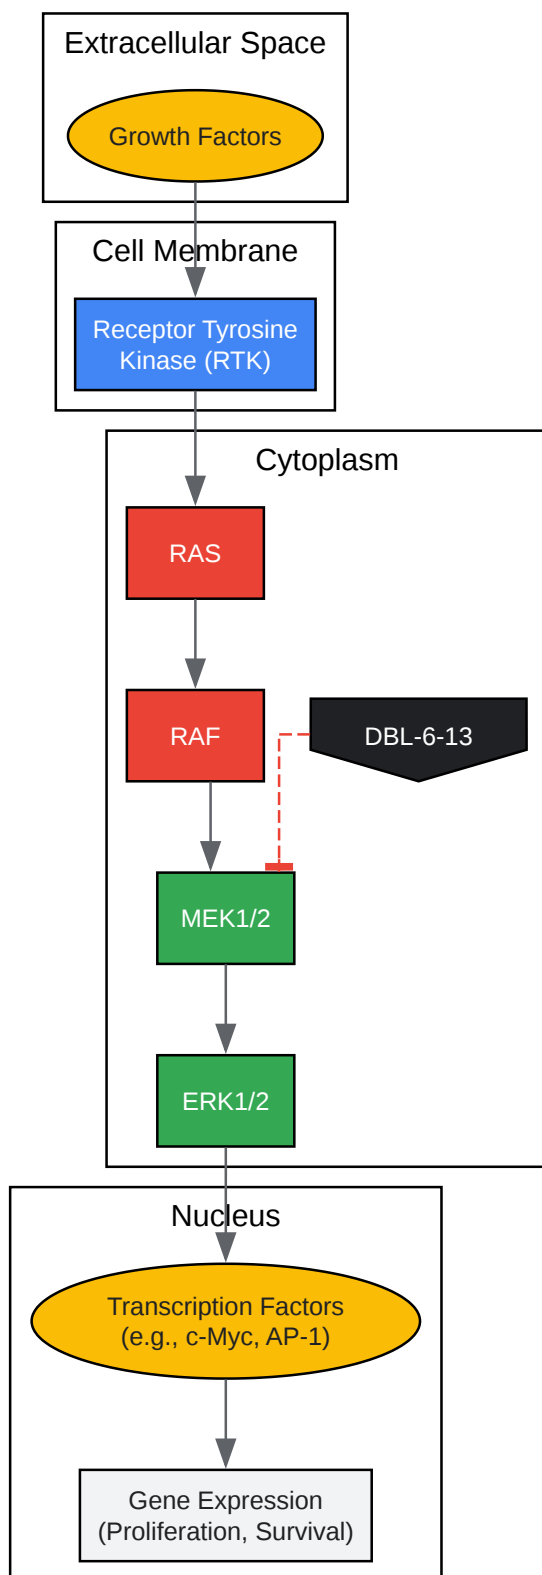 Extracellular Space
Growth Factors
Cell Membrane
Receptor Tyrosine
Kinase (RTK)
Cytoplasm
RAS
RAF
DBL-6-13
MEK1/2
ERK1/2
Nucleus
Transcription Factors
(e.g., c-Myc, AP-1)
Gene Expression
(Proliferation, Survival)